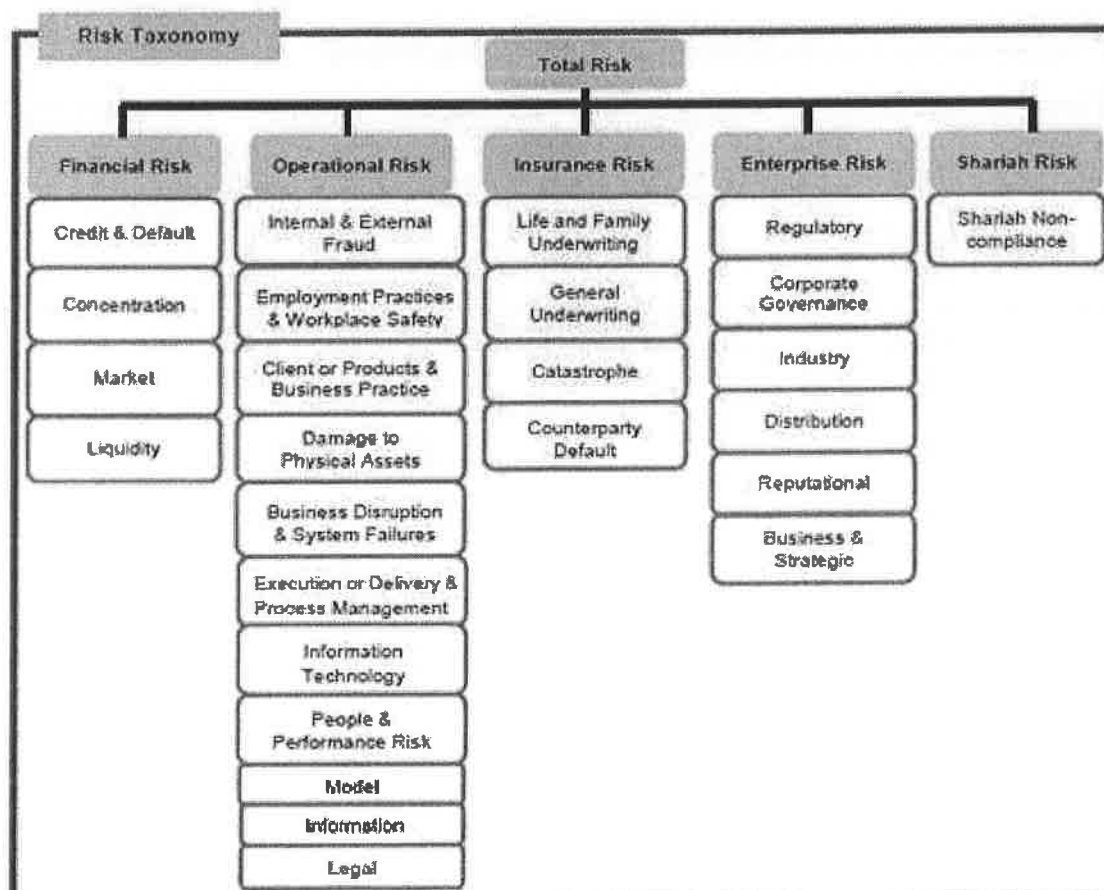 Risk Taxonomy
Total Risk
Financial Risk
Credit & Default
Concentration
Market
Liquidity
Operational Risk
Internal & External
Fraud
Employment Practices
& Workplace Safety
Client or Products &
Business Practice
Damage to
Physical Assets
Business Disruption
& System Failures
Execution or Delivery &
Process Management
Information
Technology
People &
Performance Risk
Model
Information
Legal
Insurance Risk
Life and Family
Underwriting
General
Underwriting
Catastrophe
Counterparty
Default
Enterprise Risk
Regulatory
Corporate
Governance
Industry
Distribution
Reputational
Business &
Strategic
Shariah Risk
Shariah Non-
compliance